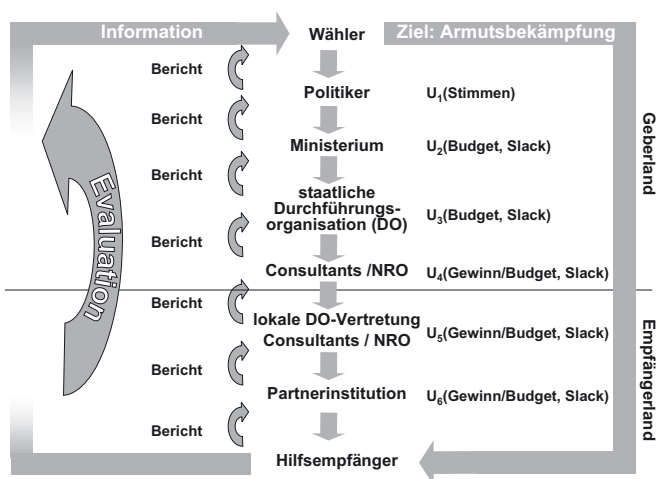 Information
Wähler
Ziel: Armutsbekämpfung
Bericht
Politiker
U₁(Stimmen)
Bericht
Ministerium
U₂(Budget, Slack)
Bericht
staatliche
Durchführungs-
organisation (DO)
U₃(Budget, Slack)
Bericht
Consultants /NRO
U₄(Gewinn/Budget, Slack)
Geberland
Evaluation
Bericht
lokale DO-Vertretung
Consultants / NRO
U₅(Gewinn/Budget, Slack)
Bericht
Partnerinstitution
U₆(Gewinn/Budget, Slack)
Bericht
Hilfsempfänger
Empfängerland